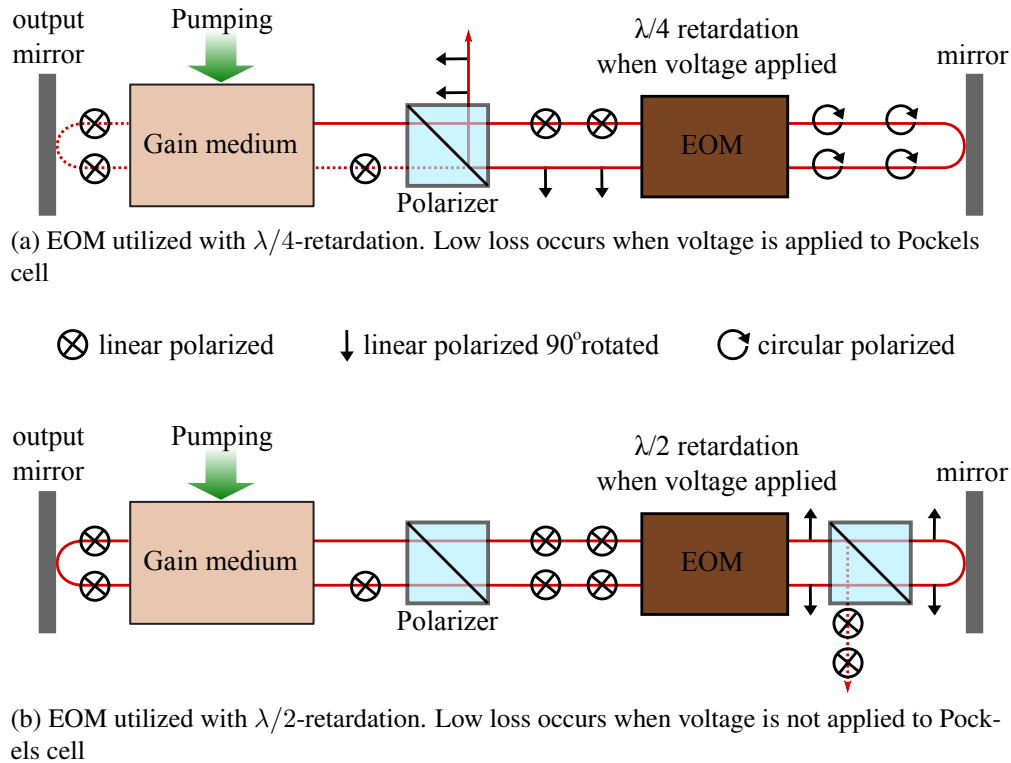 output
mirror
Pumping
λ/4 retardation
when voltage applied
mirror
Gain medium
EOM
Polarizer
(a) EOM utilized with λ/4-retardation. Low loss occurs when voltage is applied to Pockels
cell
linear polarized
linear polarized 90°rotated
circular polarized
output
mirror
Pumping
λ/2 retardation
when voltage applied
mirror
Gain medium
EOM
Polarizer
(b) EOM utilized with λ/2-retardation. Low loss occurs when voltage is not applied to Pock-
els cell